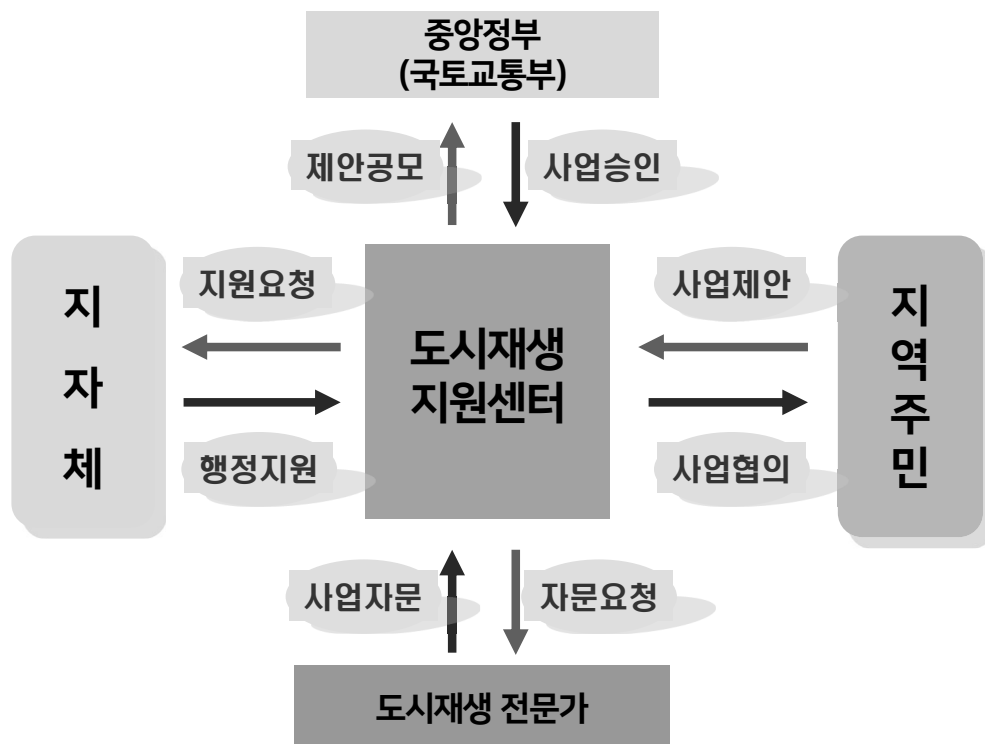 중앙정부
(국토교통부)
제안공모
사업승인
지자체
지원요청
행정지원
도시재생
지원센터
사업제안
사업협의
지역주민
사업자문
자문요청
도시재생 전문가